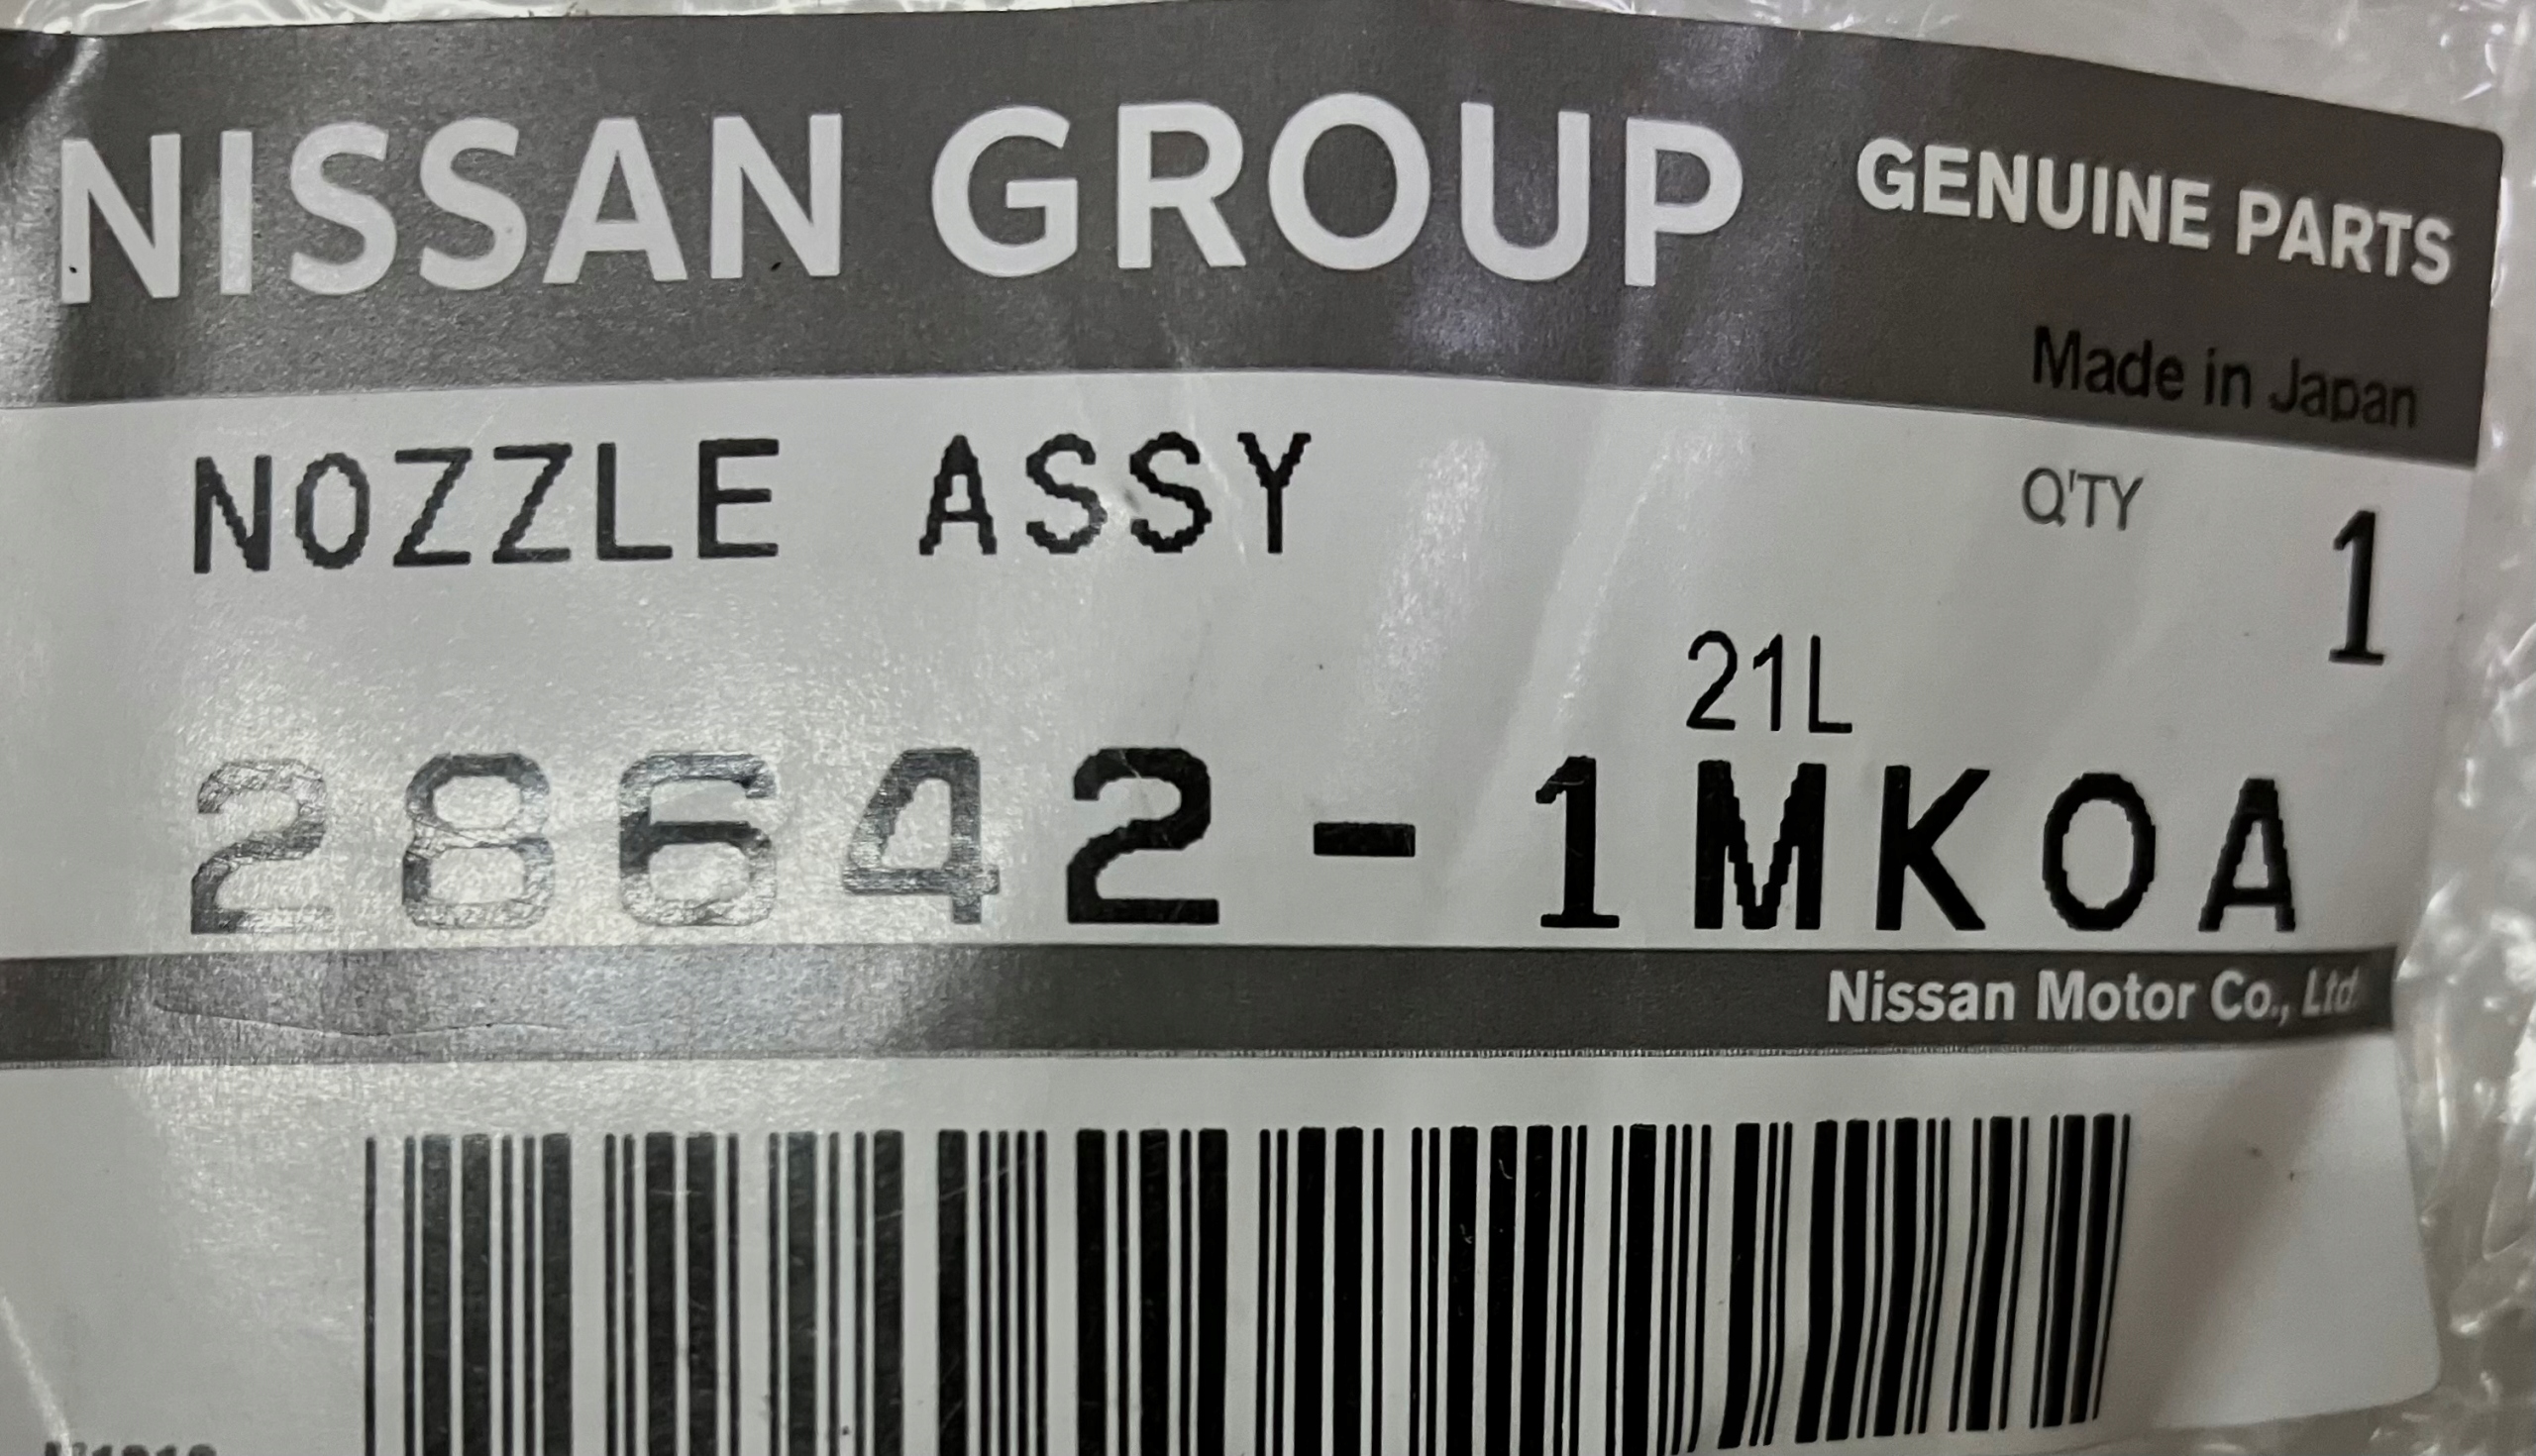 NISSAN GROUP GENUINE PARTS
Made in Japan
NOZZLE ASSY Q'TY 1
21L
28642-1MK0A
Nissan Motor Co., Ltd.